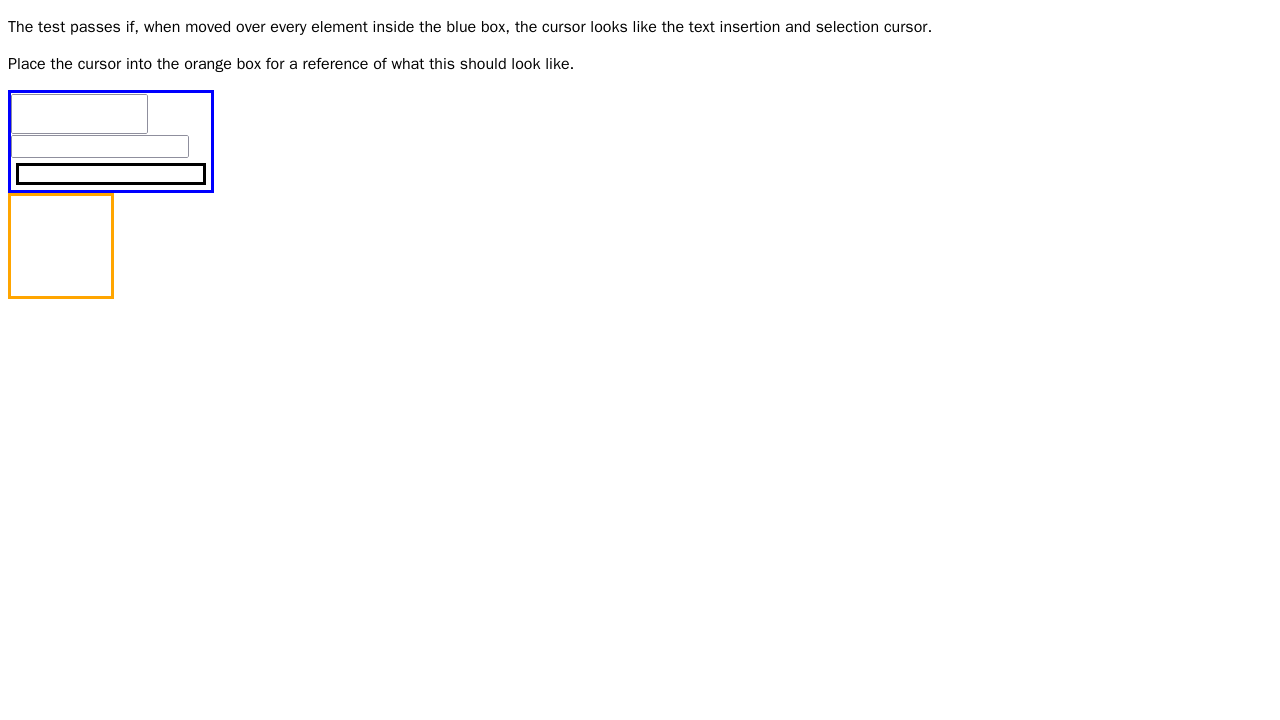 The test passes if, when moved over every element inside the blue box, the cursor looks like the text insertion and selection cursor.
Place the cursor into the orange box for a reference of what this should look like.